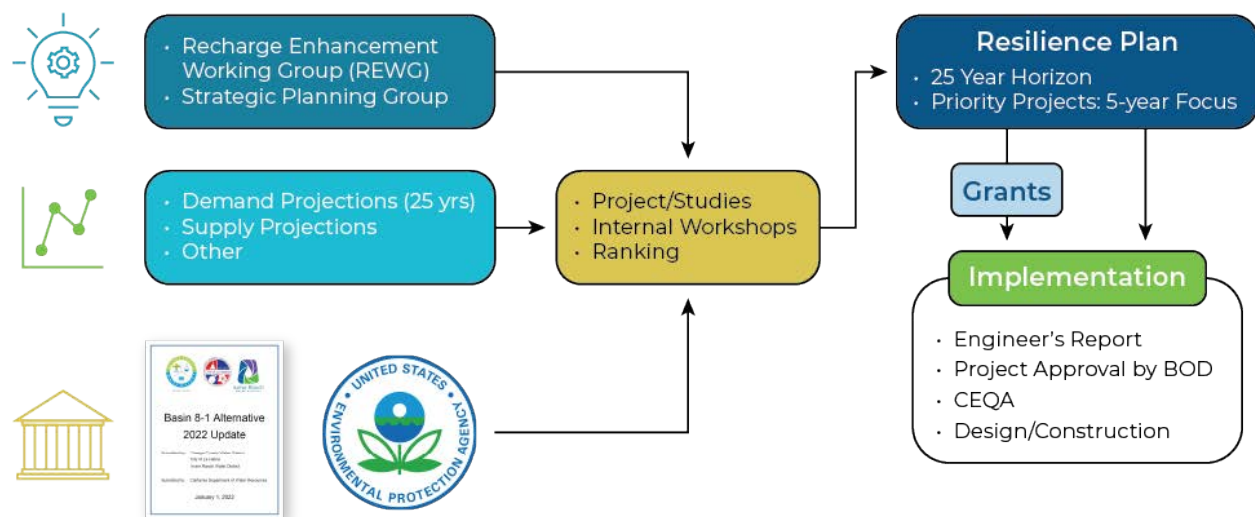 • Recharge Enhancement
Working Group (REWG)
• Strategic Planning Group
• Demand Projections (25 yrs)
• Supply Projections
• Other
Basin 8-1 Alternative
2022 Update
January 1, 2022
UNITED STATES
ENVIRONMENTAL PROTECTION AGENCY
• Project/Studies
• Internal Workshops
• Ranking
Resilience Plan
• 25 Year Horizon
• Priority Projects: 5-year Focus
Grants
Implementation
• Engineer's Report
• Project Approval by BOD
• CEQA
• Design/Construction